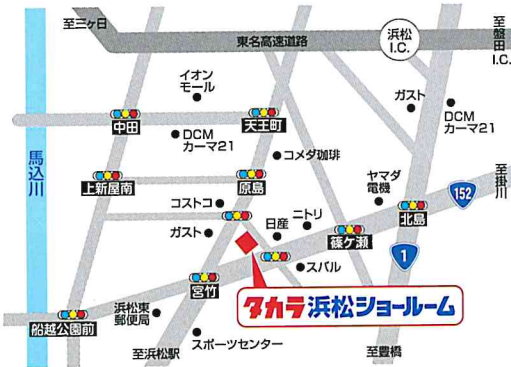 至三ヶ日
東名高速道路
浜松
I.C.
至磐田
I.C.
イオン
モール
ガスト
DCM
カーマ21
中田
天王町
DCM
カーマ21
コメダ珈琲
馬込川
上新屋南
原島
ヤマダ
電機
至掛川
152
コストコ
日産
ニトリ
北島
ガスト
篠ケ瀬
1
スバル
宮竹
タカラ浜松ショールーム
浜松東
郵便局
船越公園前
スポーツセンター
至浜松駅
至豊橋